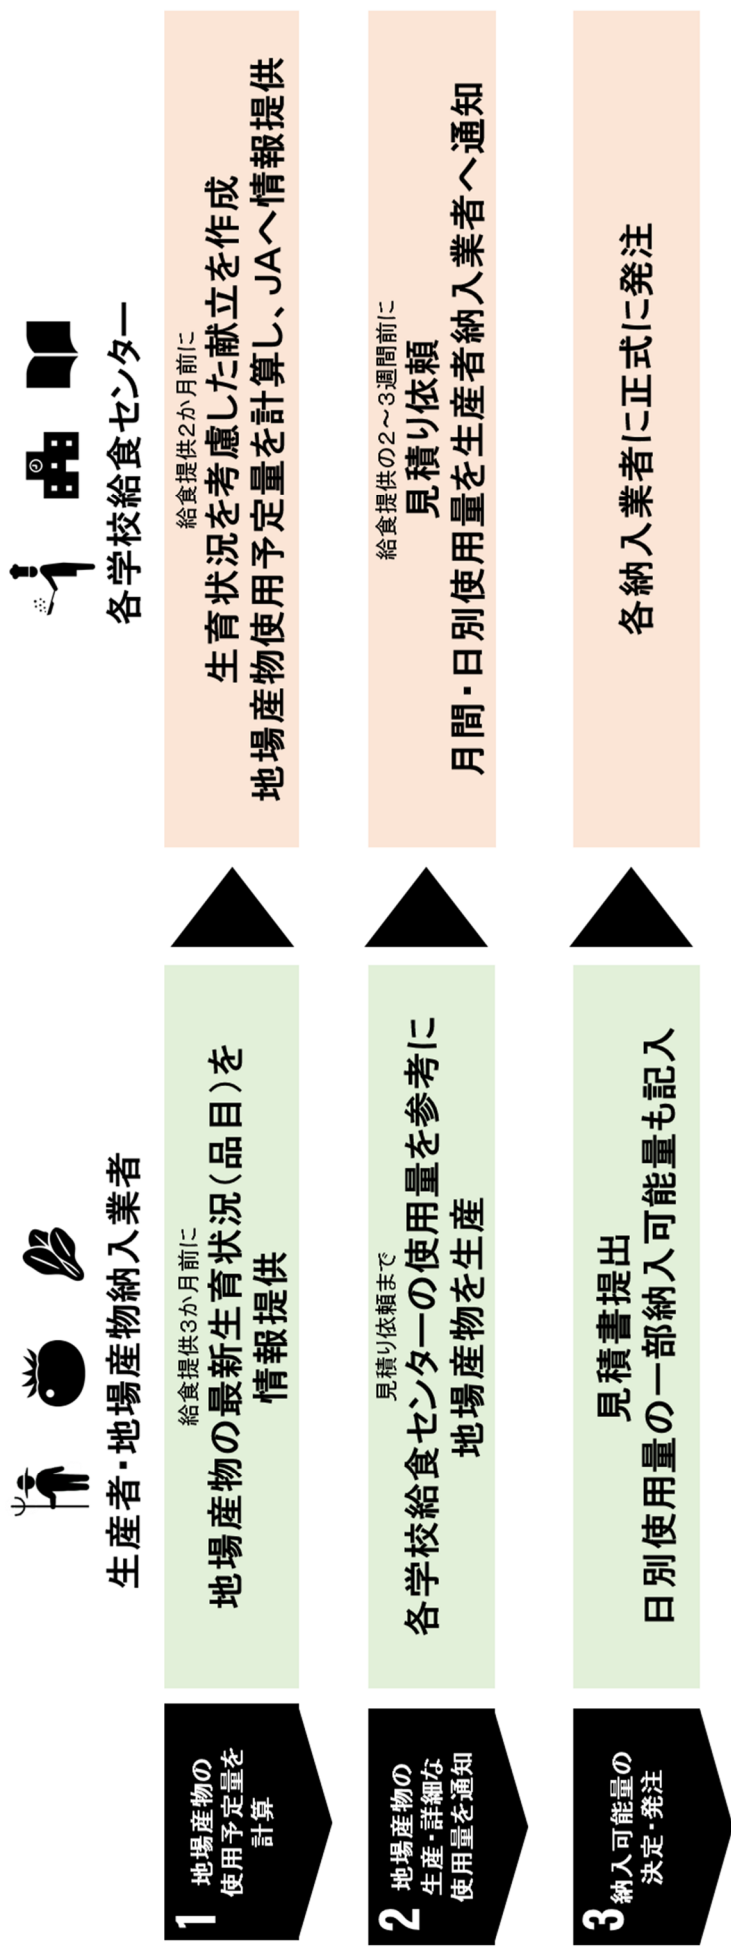 生産者・地場産物納入業者
各学校給食センター
1
地場産物の
使用予定量を
計算
給食提供3か月前に
地場産物の最新生育状況(品目)を
情報提供
給食提供2か月前に
生育状況を考慮した献立を作成
地場産物使用予定量を計算し、JAへ情報提供
2
地場産物の
生産・詳細な
使用量を通知
見積り依頼まで
各学校給食センターの使用量を参考に
地場産物を生産
給食提供の2~3週間前に
見積り依頼
月間・日別使用量を生産者納入業者へ通知
3
納入可能量の
決定・発注
見積書提出
日別使用量の一部納入可能量も記入
各納入業者に正式に発注